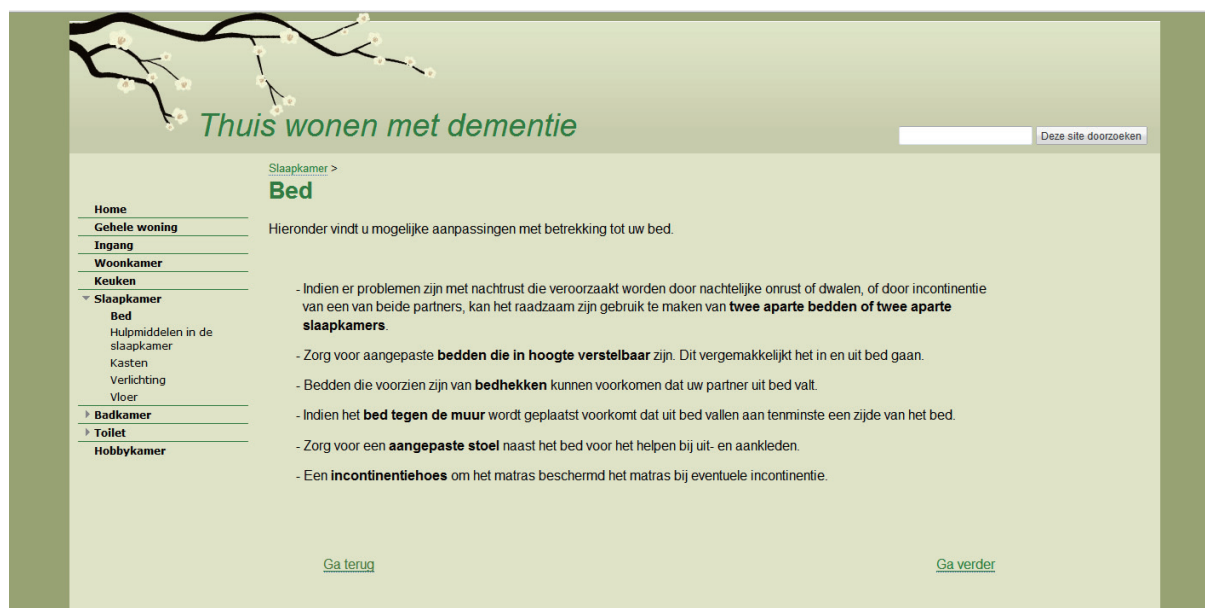 Thuis wonen met dementie
Deze site doorzoeken
Home
Gehele woning
Ingang
Woonkamer
Keuken
Slaapkamer
Bed
Hulpmiddelen in de
slaapkamer
Kasten
Verlichting
Vloer
Badkamer
Toilet
Hobbykamer
Slaapkamer >
Bed
Hieronder vindt u mogelijke aanpassingen met betrekking tot uw bed.
- Indien er problemen zijn met nachtrust die veroorzaakt worden door nachtelijke onrust of dwalen, of door incontinentie
van een van beide partners, kan het raadzaam zijn gebruik te maken van twee aparte bedden of twee aparte
slaapkamers.
- Zorg voor aangepaste bedden die in hoogte verstelbaar zijn. Dit vergemakkelijkt het in en uit bed gaan.
- Bedden die voorzien zijn van bedhekken kunnen voorkomen dat uw partner uit bed valt.
- Indien het bed tegen de muur wordt geplaatst voorkomt dat uit bed vallen aan tenminste een zijde van het bed.
- Zorg voor een aangepaste stoel naast het bed voor het helpen bij uit- en aankleden.
- Een incontinentiehoes om het matras beschermd het matras bij eventuele incontinentie.
Ga terug
Ga verder